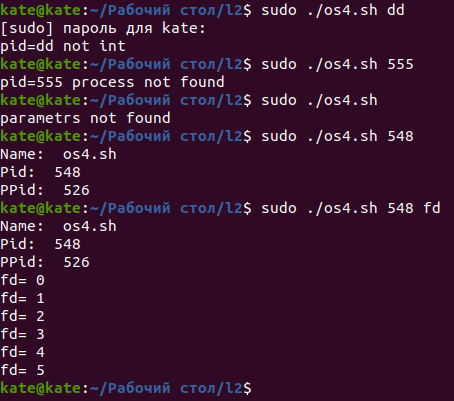 kate@kate:~/Рабочий стол/l2$ sudo ./os4.sh dd
[sudo] пароль для kate:
pid=dd not int
kate@kate:~/Рабочий стол/l2$ sudo ./os4.sh 555
pid=555 process not found
kate@kate:~/Рабочий стол/l2$ sudo ./os4.sh
parametrs not found
kate@kate:~/Рабочий стол/l2$ sudo ./os4.sh 548
Name:  os4.sh
Pid:  548
PPid:  526
kate@kate:~/Рабочий стол/l2$ sudo ./os4.sh 548 fd
Name:  os4.sh
Pid:  548
PPid:  526
fd= 0
fd= 1
fd= 2
fd= 3
fd= 4
fd= 5
kate@kate:~/Рабочий стол/l2$